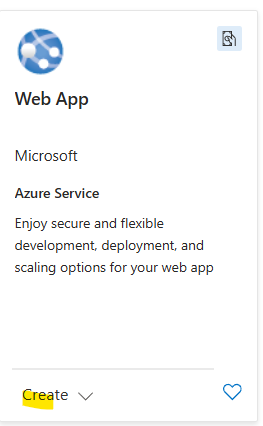 Web App
Microsoft
Azure Service
Enjoy secure and flexible
development, deployment, and
scaling options for your web app
Create